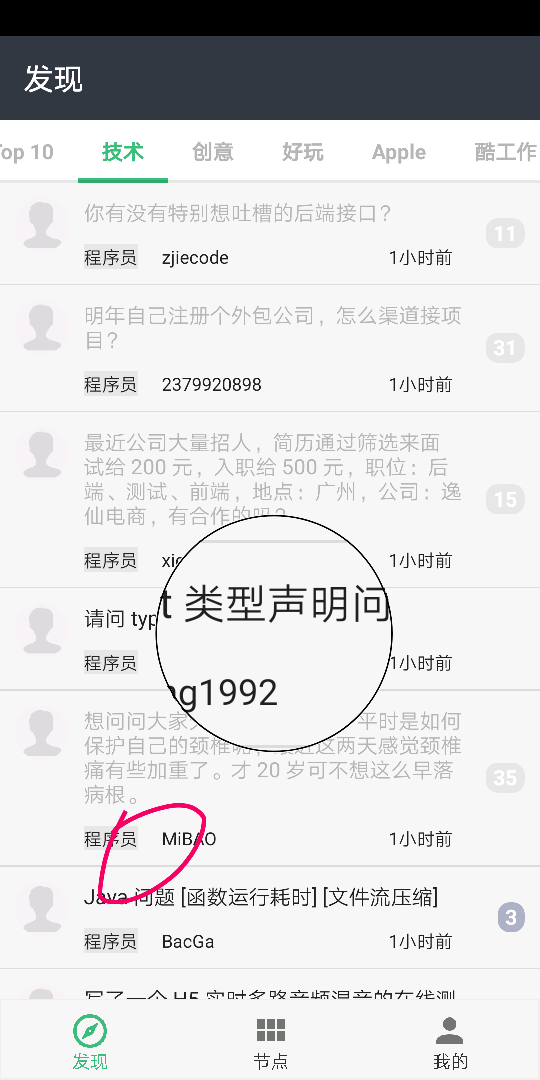 发现
Top 10 技术 创意 好玩 Apple 酷工作
你有没有特别想吐槽的后端接口？
11
程序员 zjiecode 1小时前
明年自己注册个外包公司，怎么渠道接项
目？
31
程序员 2379920898 1小时前
最近公司大量招人，简历通过筛选来面
试给 200 元，入职给 500 元，职位：后
端、测试、前端，地点：广州，公司：逸
仙电商，有合作的吗？
15
程序员 1小时前
请问
类型声明问
程序员 1小时前
g1992
想问问大家 平时是如何
保护自己的颈椎呢，最近这两天感觉颈椎
痛有些加重了。才 20 岁可不想这么早落
病根。
35
程序员 MiBAO 1小时前
Java 问题 [函数运行耗时] [文件流压缩]
3
程序员 BacGa 1小时前
写了一个 H5 实时多路音频混音的在线测
发现 节点 我的